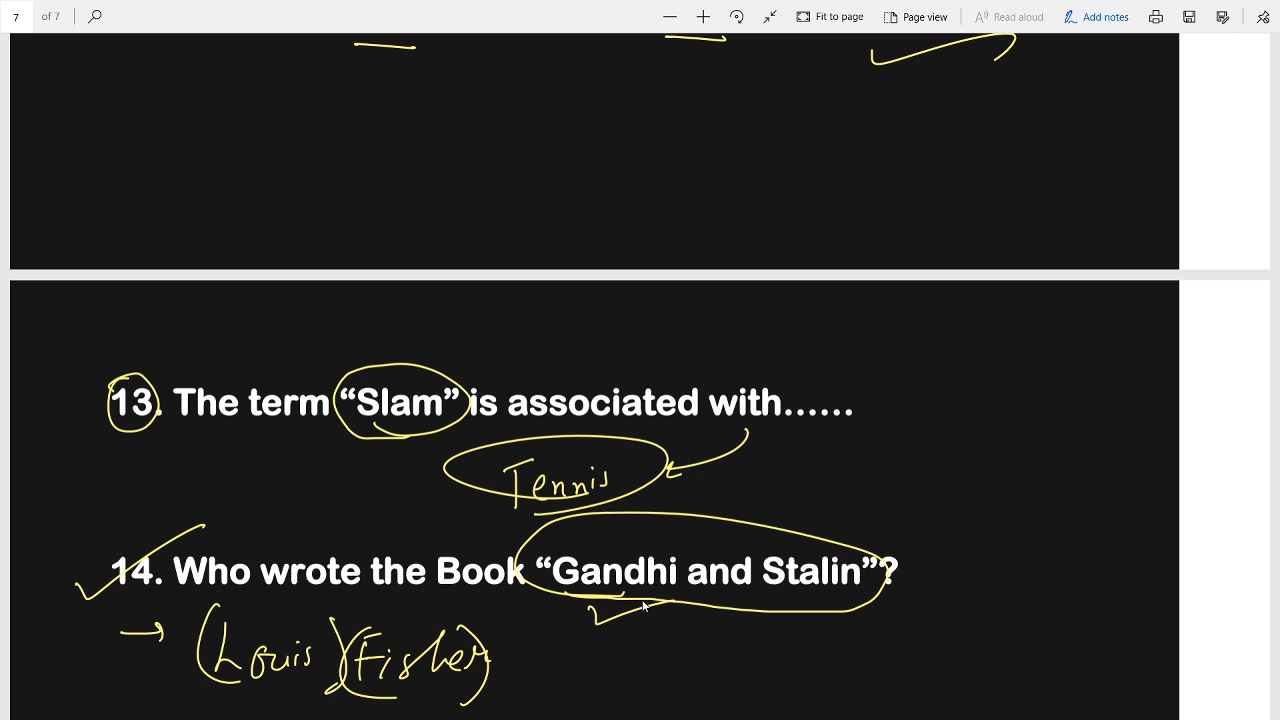 7 of 7 Fit to page Page view Read aloud Add notes
13. The term “Slam” is associated with......
Tennis
14. Who wrote the Book “Gandhi and Stalin”?
→ (Louis)(Fisher)